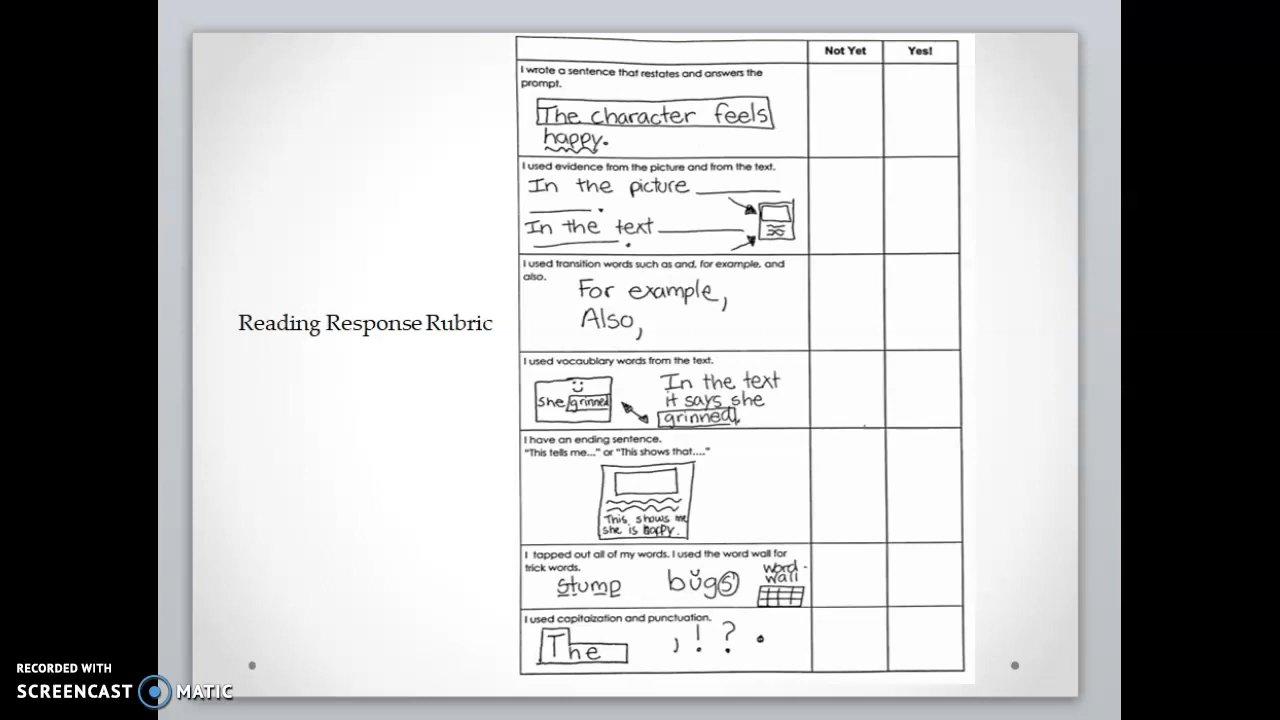 Reading Response Rubric
Not Yet Yes!
I wrote a sentence that restates and answers the
prompt.
The character feels
happy.
I used evidence from the picture and from the text.
In the picture
.
In the text
.
I used transition words such as and, for example, and
also.
For example,
Also,
I used vocaublary words from the text.
She grinned
In the text
it says she
grinned.
I have an ending sentence.
"This tells me..." or "This shows that...."
This shows me
she is happy.
I tapped out all of my words. I used the word wall for
trick words.
stump bŭgs word-
wall
I used capitaization and punctuation.
The , ! ? .
RECORDED WITH
SCREENCAST MATIC